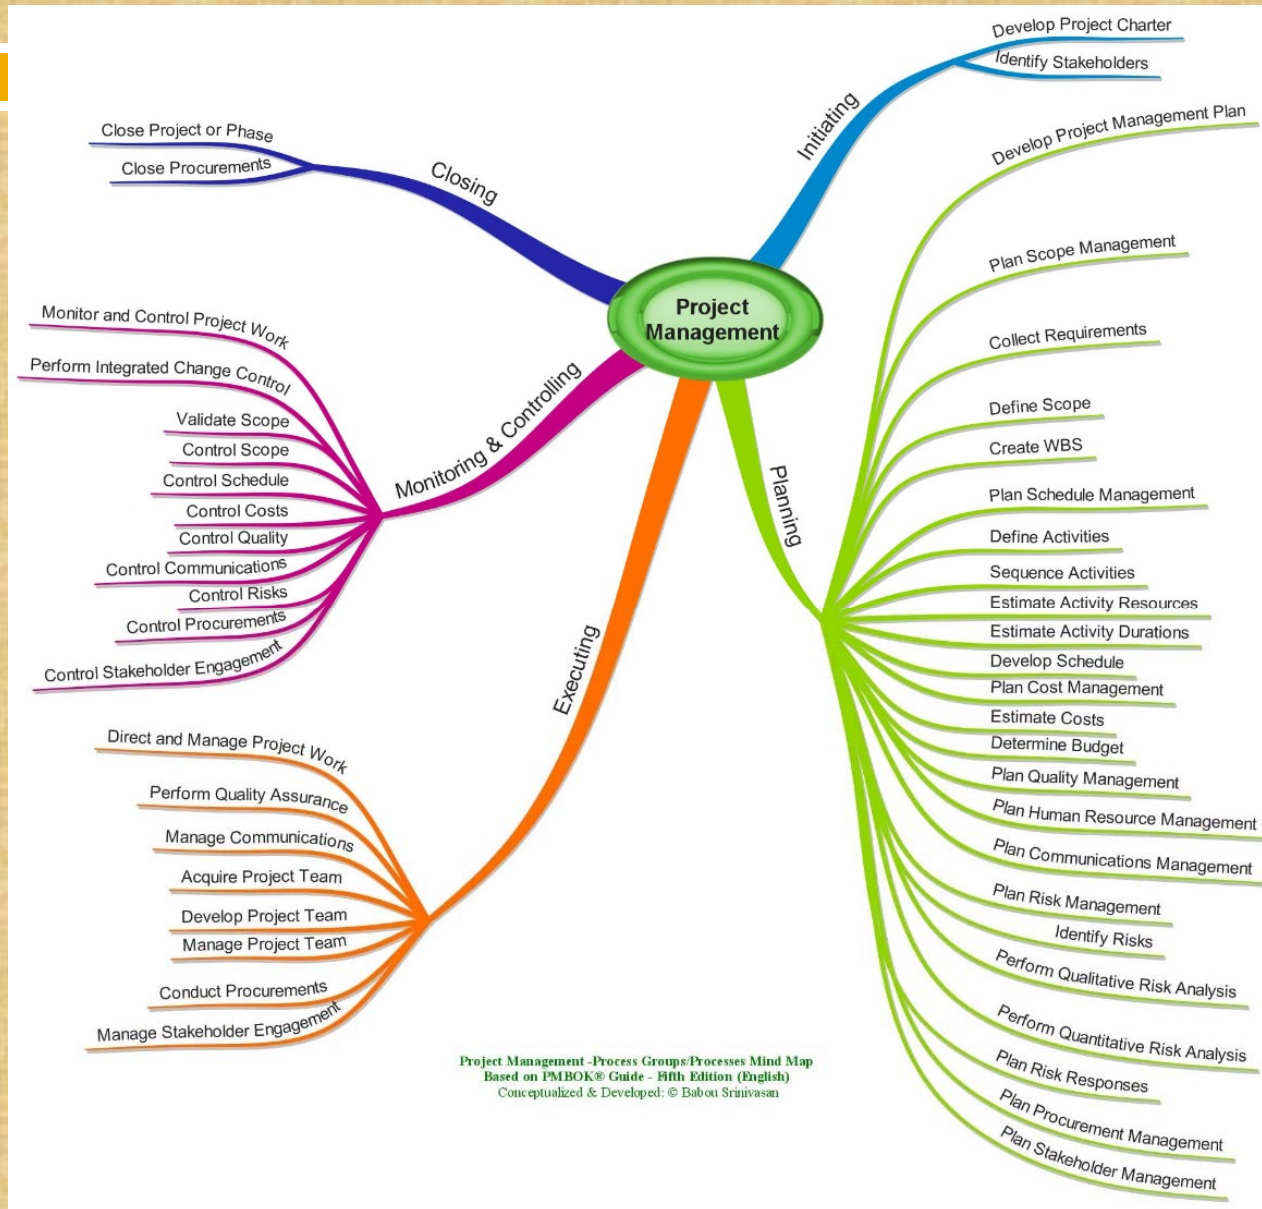 Project
Management
Initiating
Develop Project Charter
Identify Stakeholders
Planning
Develop Project Management Plan
Plan Scope Management
Collect Requirements
Define Scope
Create WBS
Plan Schedule Management
Define Activities
Sequence Activities
Estimate Activity Resources
Estimate Activity Durations
Develop Schedule
Plan Cost Management
Estimate Costs
Determine Budget
Plan Quality Management
Plan Human Resource Management
Plan Communications Management
Plan Risk Management
Identify Risks
Perform Qualitative Risk Analysis
Perform Quantitative Risk Analysis
Plan Risk Responses
Plan Procurement Management
Plan Stakeholder Management
Executing
Direct and Manage Project Work
Perform Quality Assurance
Manage Communications
Acquire Project Team
Develop Project Team
Manage Project Team
Conduct Procurements
Manage Stakeholder Engagement
Monitoring & Controlling
Monitor and Control Project Work
Perform Integrated Change Control
Validate Scope
Control Scope
Control Schedule
Control Costs
Control Quality
Control Communications
Control Risks
Control Procurements
Control Stakeholder Engagement
Closing
Close Project or Phase
Close Procurements
Project Management -Process Groups/Processes Mind Map
Based on PMBOK® Guide - Fifth Edition (English)
Conceptualized & Developed: © Babou Srinivasan